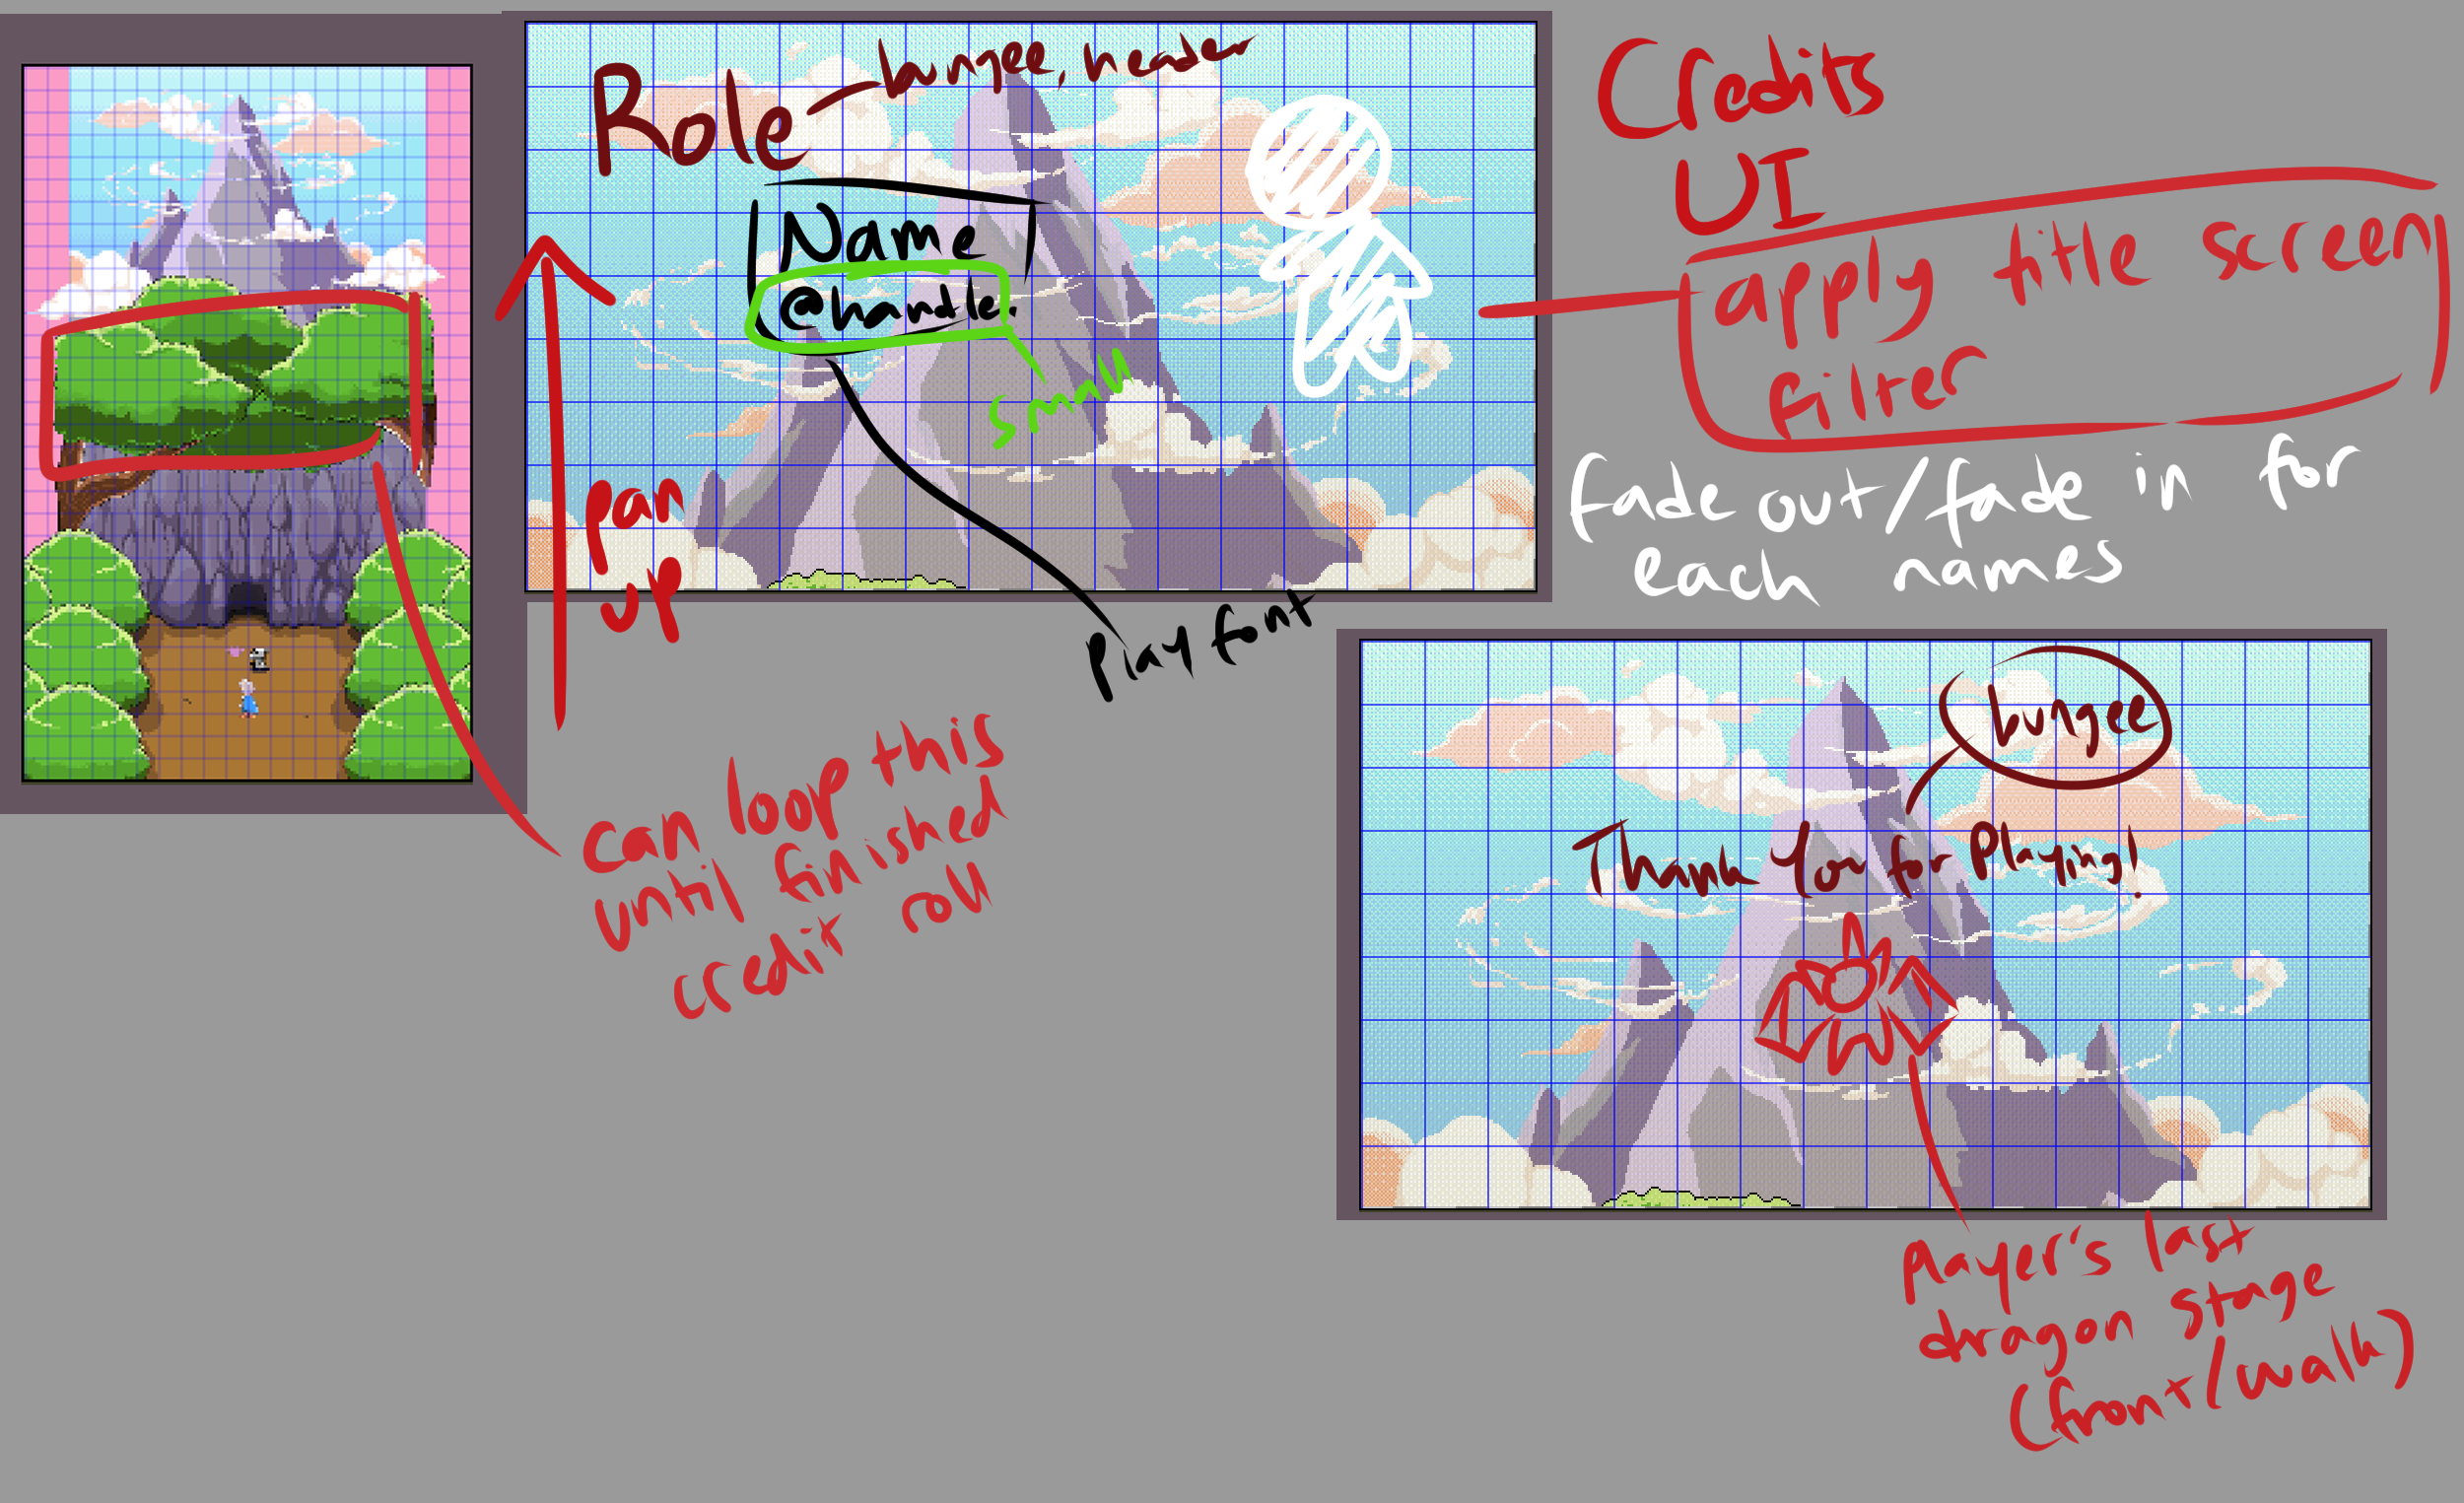 Role - bungee, header
Name
@handle
small
Play font
Pan
up
Can loop this
until finished
credit roll
Credits
UI
apply title screen
filter
fade out/fade in for
each names
bungee
Thank You for Playing!
player's last
dragon stage
(front/walk)